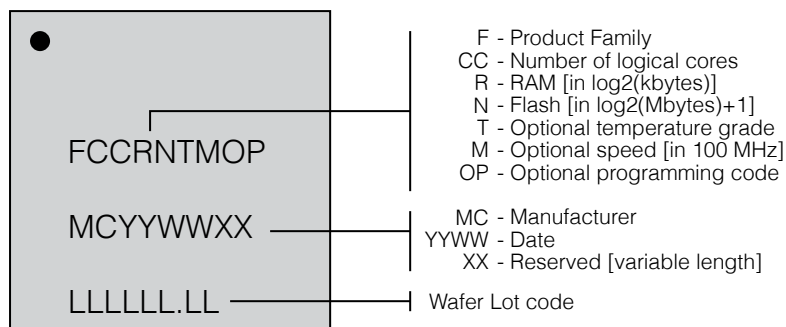 FCCRNTMOP
MCYYWWXX
LLLLLL.LL
F - Product Family
CC - Number of logical cores
R - RAM [in log2(kbytes)]
N - Flash [in log2(Mbytes)+1]
T - Optional temperature grade
M - Optional speed [in 100 MHz]
OP - Optional programming code
MC - Manufacturer
YYWW - Date
XX - Reserved [variable length]
Wafer Lot code